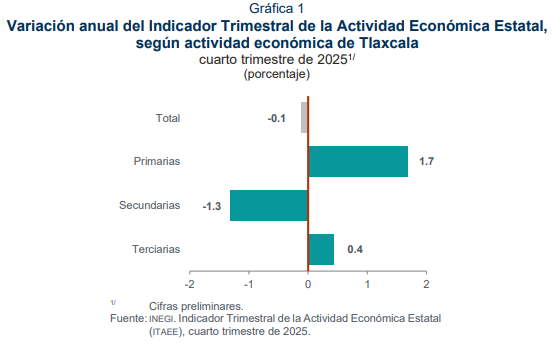 Gráfica 1
Variación anual del Indicador Trimestral de la Actividad Económica Estatal,
según actividad económica de Tlaxcala
cuarto trimestre de 2025¹/
(porcentaje)
Total
-0.1
Primarias
1.7
Secundarias
-1.3
Terciarias
0.4
-2 -1 0 1 2
¹/ Cifras preliminares.
Fuente: INEGI. Indicador Trimestral de la Actividad Económica Estatal
(ITAEE), cuarto trimestre de 2025.